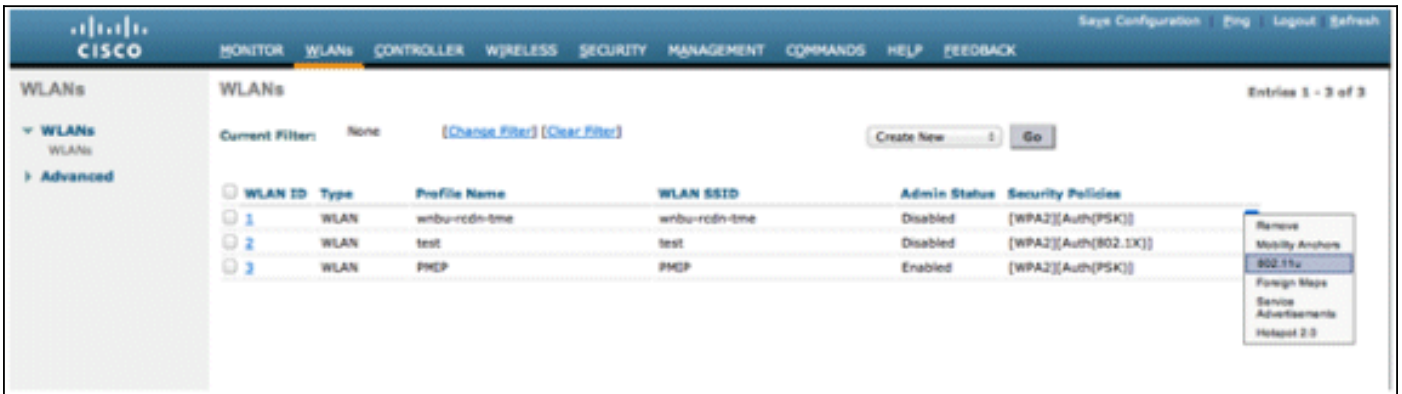 Save Configuration | Ping | Logout | Refresh
CISCO
MONITOR WLANs CONTROLLER WIRELESS SECURITY MANAGEMENT COMMANDS HELP FEEDBACK
WLANs
WLANs
WLANs
Advanced
WLANs
Entries 1 - 3 of 3
Current Filter: None [Change Filter] [Clear Filter]
Create New Go
WLAN ID Type Profile Name WLAN SSID Admin Status Security Policies
1 WLAN wnbu-rcdn-tme wnbu-rcdn-tme Disabled [WPA2][Auth(PSK)]
2 WLAN test test Disabled [WPA2][Auth(802.1X)]
3 WLAN PMIP PMIP Enabled [WPA2][Auth(PSK)]
Remove
Mobility Anchors
802.11u
Foreign Maps
Service
Advertisements
Hotspot 2.0